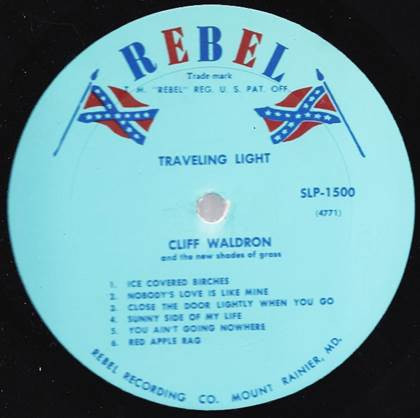 REBEL
Trade mark
T. M. "REBEL" REG. U. S. PAT. OFF.
TRAVELING LIGHT
SLP-1500
(4771)
CLIFF WALDRON
and the new shades of grass
1. ICE COVERED BIRCHES
2. NOBODY'S LOVE IS LIKE MINE
3. CLOSE THE DOOR LIGHTLY WHEN YOU GO
4. SUNNY SIDE OF MY LIFE
5. YOU AIN'T GOING NOWHERE
6. RED APPLE RAG
REBEL RECORDING CO. MOUNT RAINIER, MD.